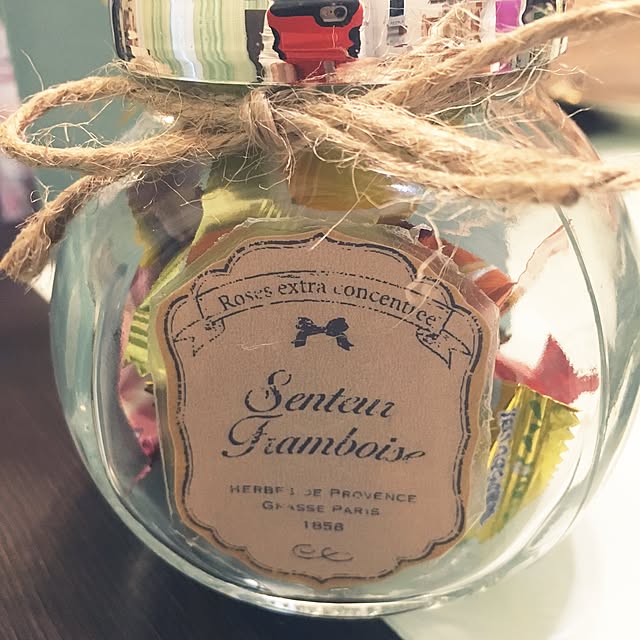 Roses extra concentrée
Senteur
Framboise
HERBES DE PROVENCE
GRASSE PARIS
1858